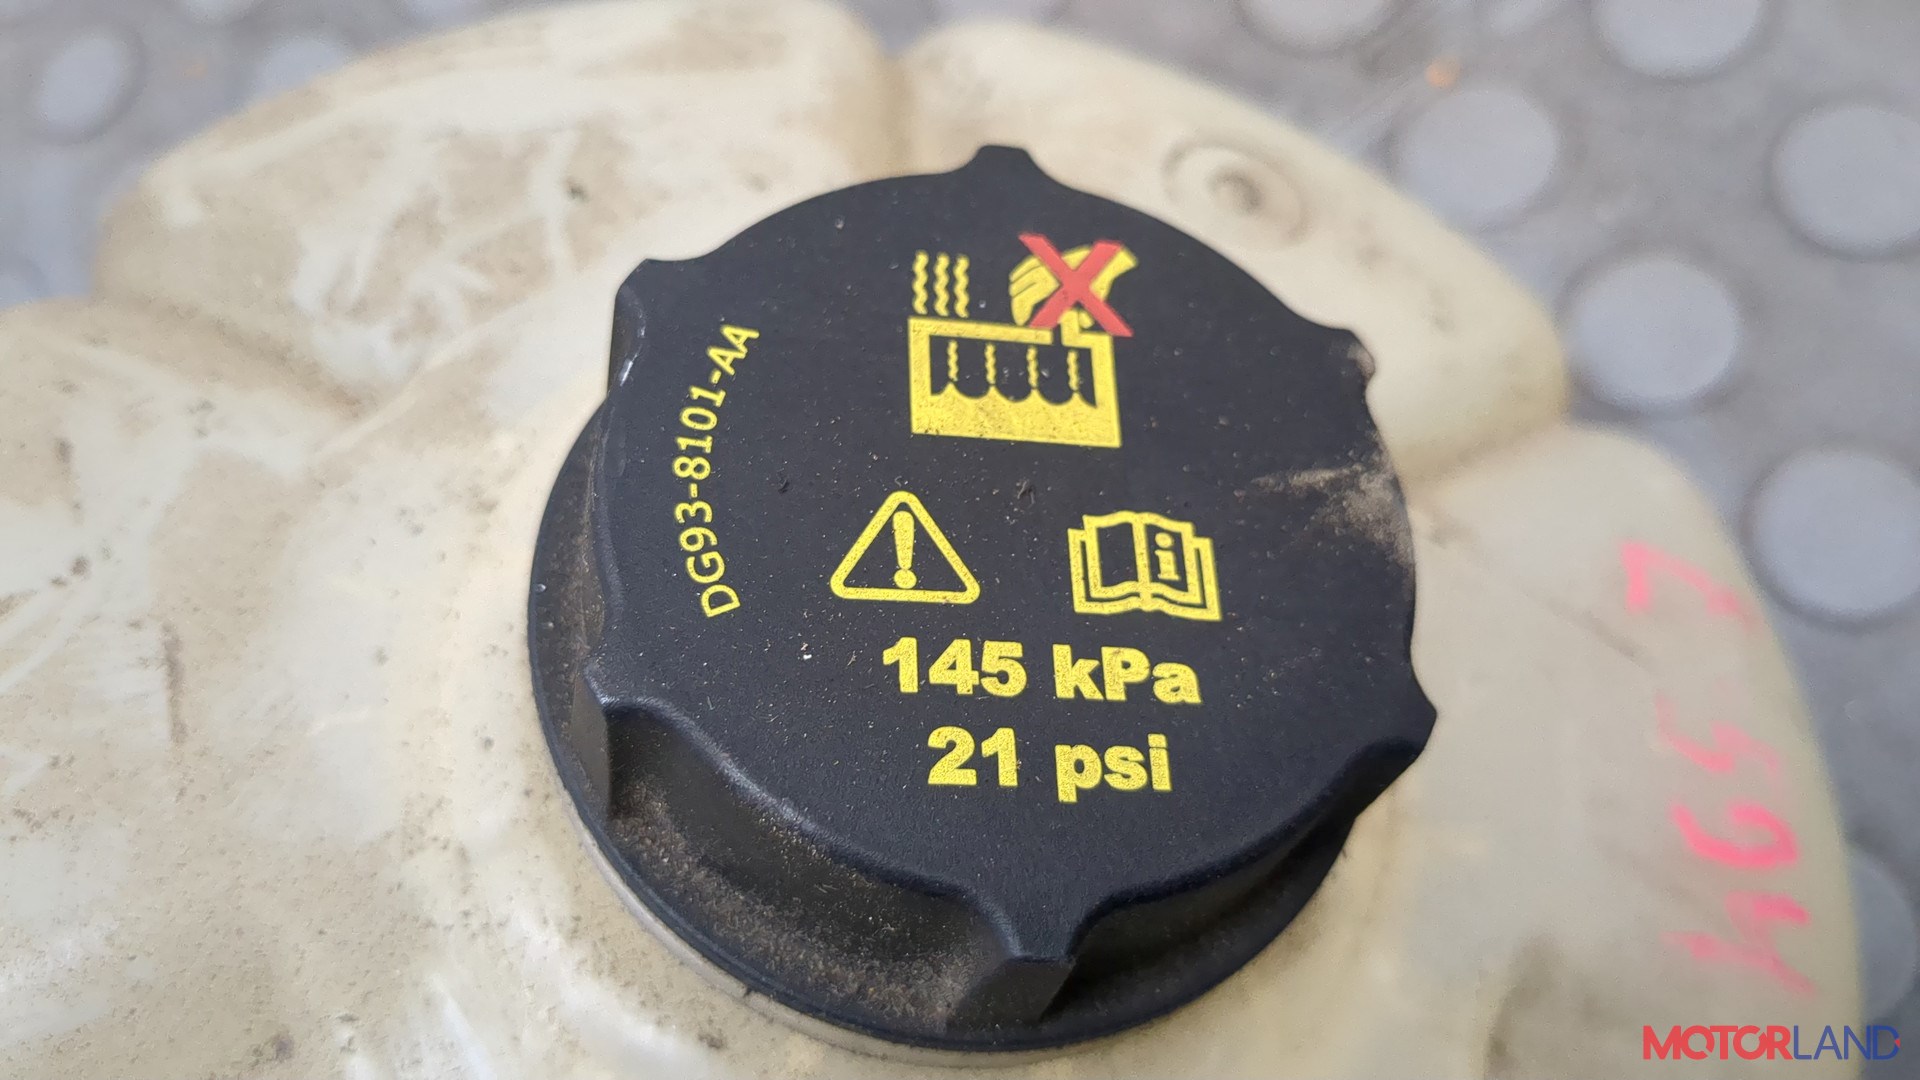 DG93-8101-AA
i
145 kPa
21 psi
MOTORLAND